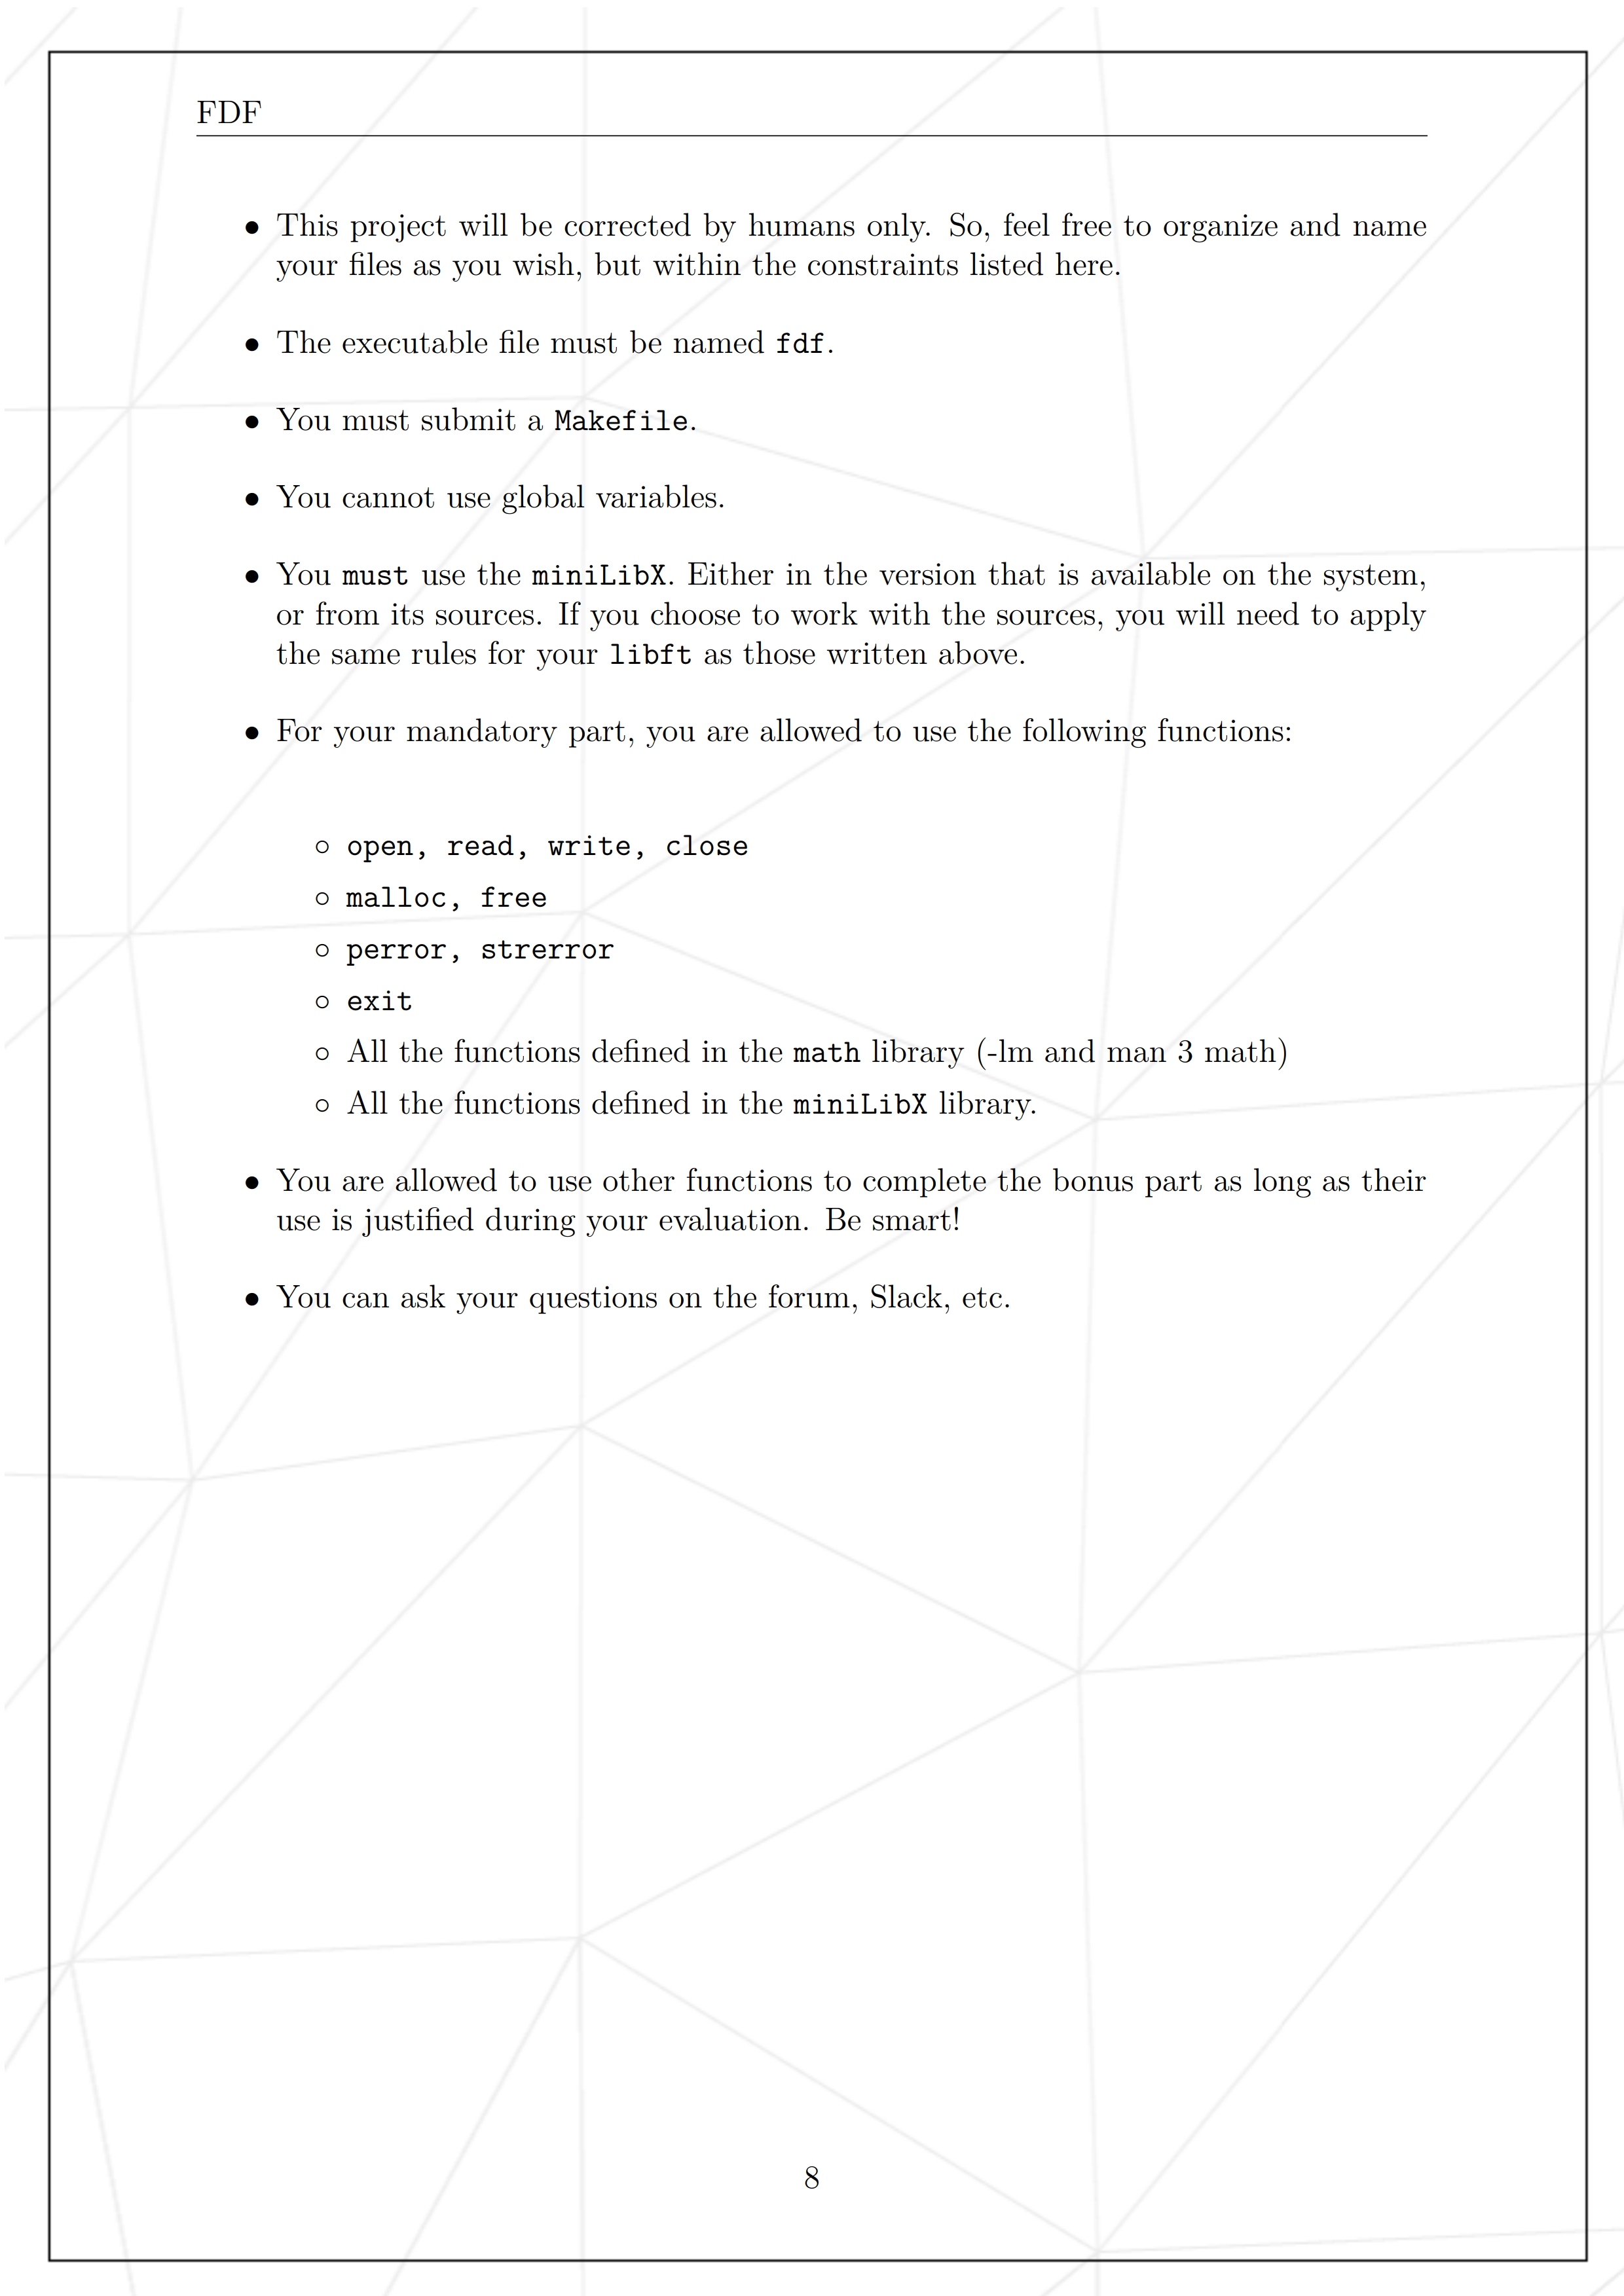 FDF
• This project will be corrected by humans only. So, feel free to organize and name
your files as you wish, but within the constraints listed here.
• The executable file must be named fdf.
• You must submit a Makefile.
• You cannot use global variables.
• You must use the miniLibX. Either in the version that is available on the system,
or from its sources. If you choose to work with the sources, you will need to apply
the same rules for your libft as those written above.
• For your mandatory part, you are allowed to use the following functions:
◦ open, read, write, close
◦ malloc, free
◦ perror, strerror
◦ exit
◦ All the functions defined in the math library (-lm and man 3 math)
◦ All the functions defined in the miniLibX library.
• You are allowed to use other functions to complete the bonus part as long as their
use is justified during your evaluation. Be smart!
• You can ask your questions on the forum, Slack, etc.
8